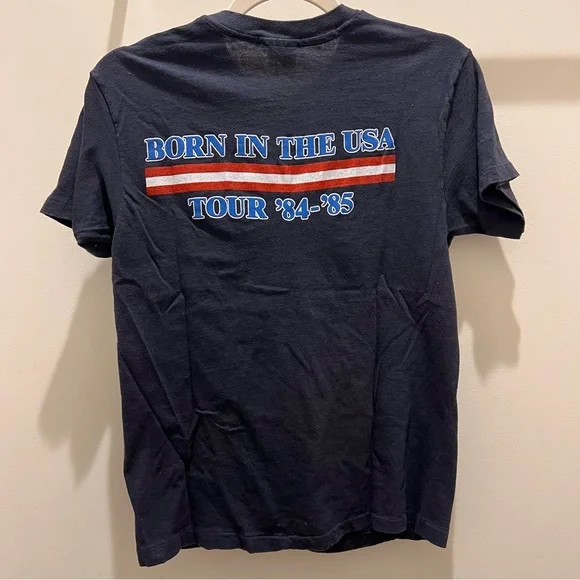 BORN IN THE USA
TOUR '84-'85